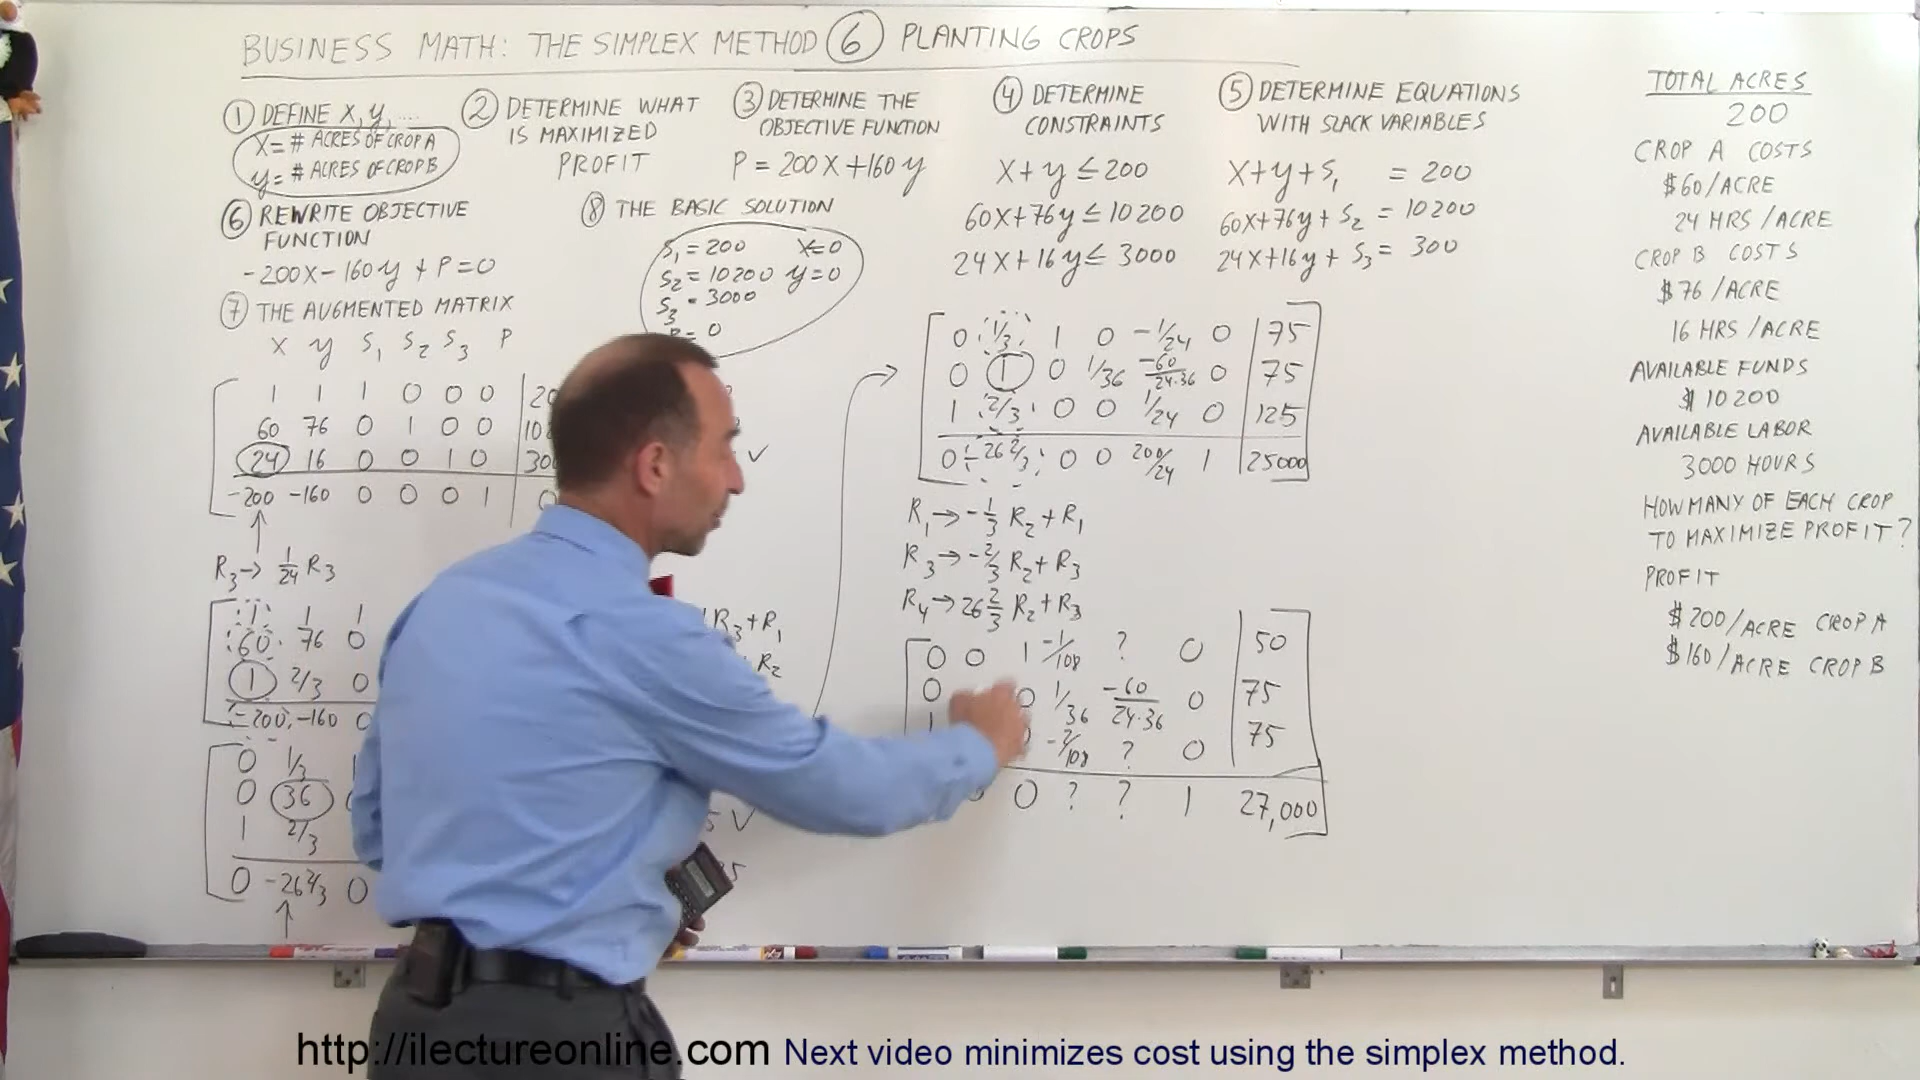 BUSINESS MATH: THE SIMPLEX METHOD ⑥ PLANTING CROPS
① DEFINE X, y, ....
X = # ACRES OF CROP A
y = # ACRES OF CROP B
② DETERMINE WHAT
IS MAXIMIZED
PROFIT
③ DETERMINE THE
OBJECTIVE FUNCTION
P = 200X+160y
④ DETERMINE
CONSTRAINTS
X+y ≤ 200
60X+76y ≤ 10200
24X+16y ≤ 3000
⑤ DETERMINE EQUATIONS
WITH SLACK VARIABLES
X+y+S₁ = 200
60X+76y+S₂ = 10200
24X+16y+S₃ = 300
⑥ REWRITE OBJECTIVE
FUNCTION
-200X-160y+P=0
⑦ THE AUGMENTED MATRIX
X y S₁ S₂ S₃ P
1 1 1 0 0 0 20
60 76 0 1 0 0
24 16 0 0 1 0 300
-200 -160 0 0 0 1 0
R₃→ 1/24 R₃
1 1 1
60 76 0
1 2/3 0
-200 -160 0
0 1/3
0 36
1 2/3
0 -26 2/3 0
⑧ THE BASIC SOLUTION
S₁ = 200 X=0
S₂ = 10200 y=0
S₃ = 3000
= 0
R₃+R₁
R₂
0 1/3 1 0 -1/24 0 75
0 1 0 1/36 -60/24·36 0 75
1 2/3 0 0 1/24 0 125
0 -26 2/3 0 0 200/24 1 25000
R₁→-1/3 R₂+R₁
R₃→-2/3 R₂+R₃
R₄→26 2/3 R₂+R₃
0 0 1 -1/108 ? 0 50
0 0 1/36 -60/24·36 0 75
-2/108 ? 0 75
0 ? ? 1 27,000
TOTAL ACRES
200
CROP A COSTS
$60/ACRE
24 HRS/ACRE
CROP B COSTS
$76/ACRE
16 HRS/ACRE
AVAILABLE FUNDS
$10200
AVAILABLE LABOR
3000 HOURS
HOW MANY OF EACH CROP
TO MAXIMIZE PROFIT?
PROFIT
$200/ACRE CROP A
$160/ACRE CROP B
http://ilectureonline.com Next video minimizes cost using the simplex method.